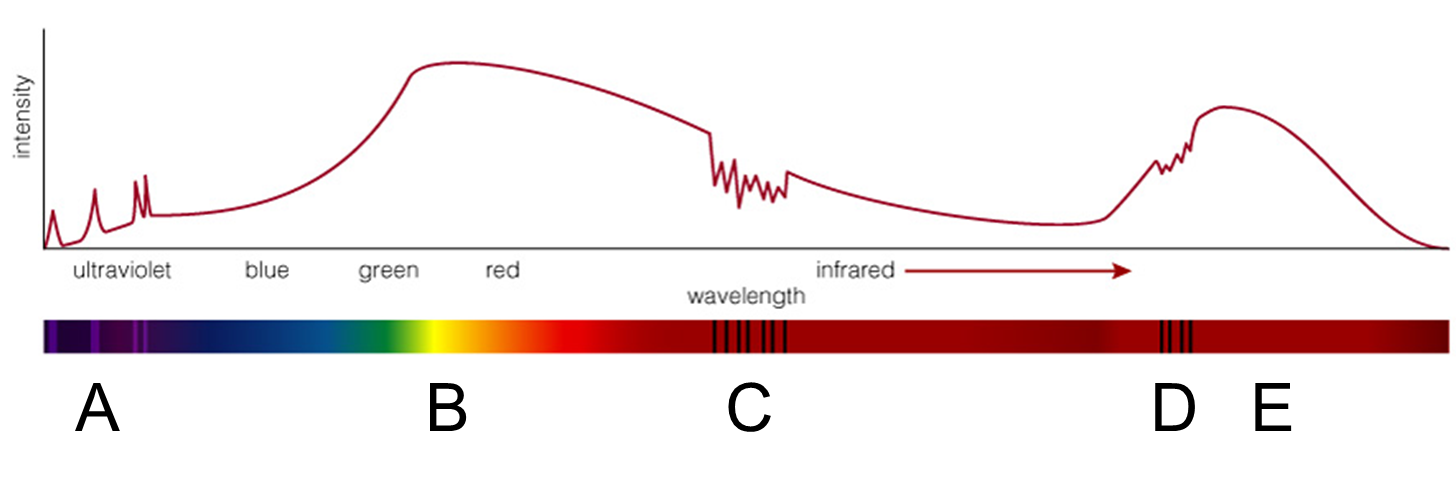 intensity
ultraviolet blue green red infrared
wavelength
A B C D E